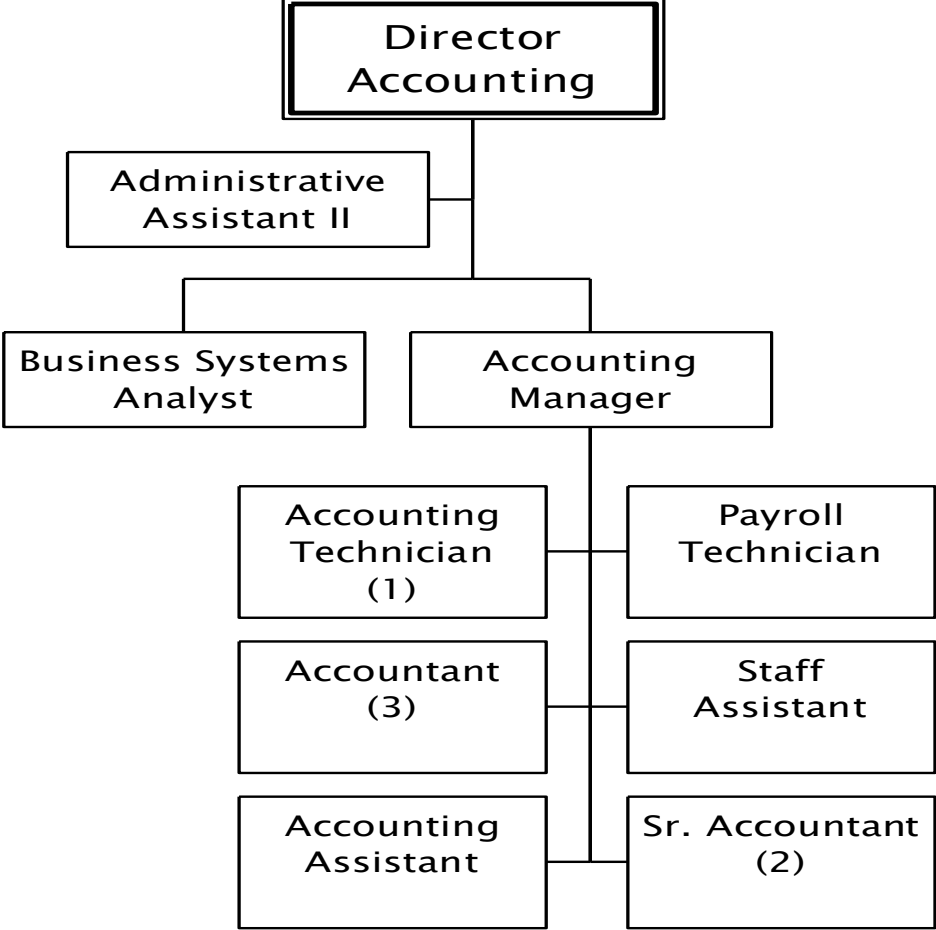 Director
Accounting
Administrative
Assistant II
Business Systems
Analyst
Accounting
Manager
Accounting
Technician
(1)
Payroll
Technician
Accountant
(3)
Staff
Assistant
Accounting
Assistant
Sr. Accountant
(2)